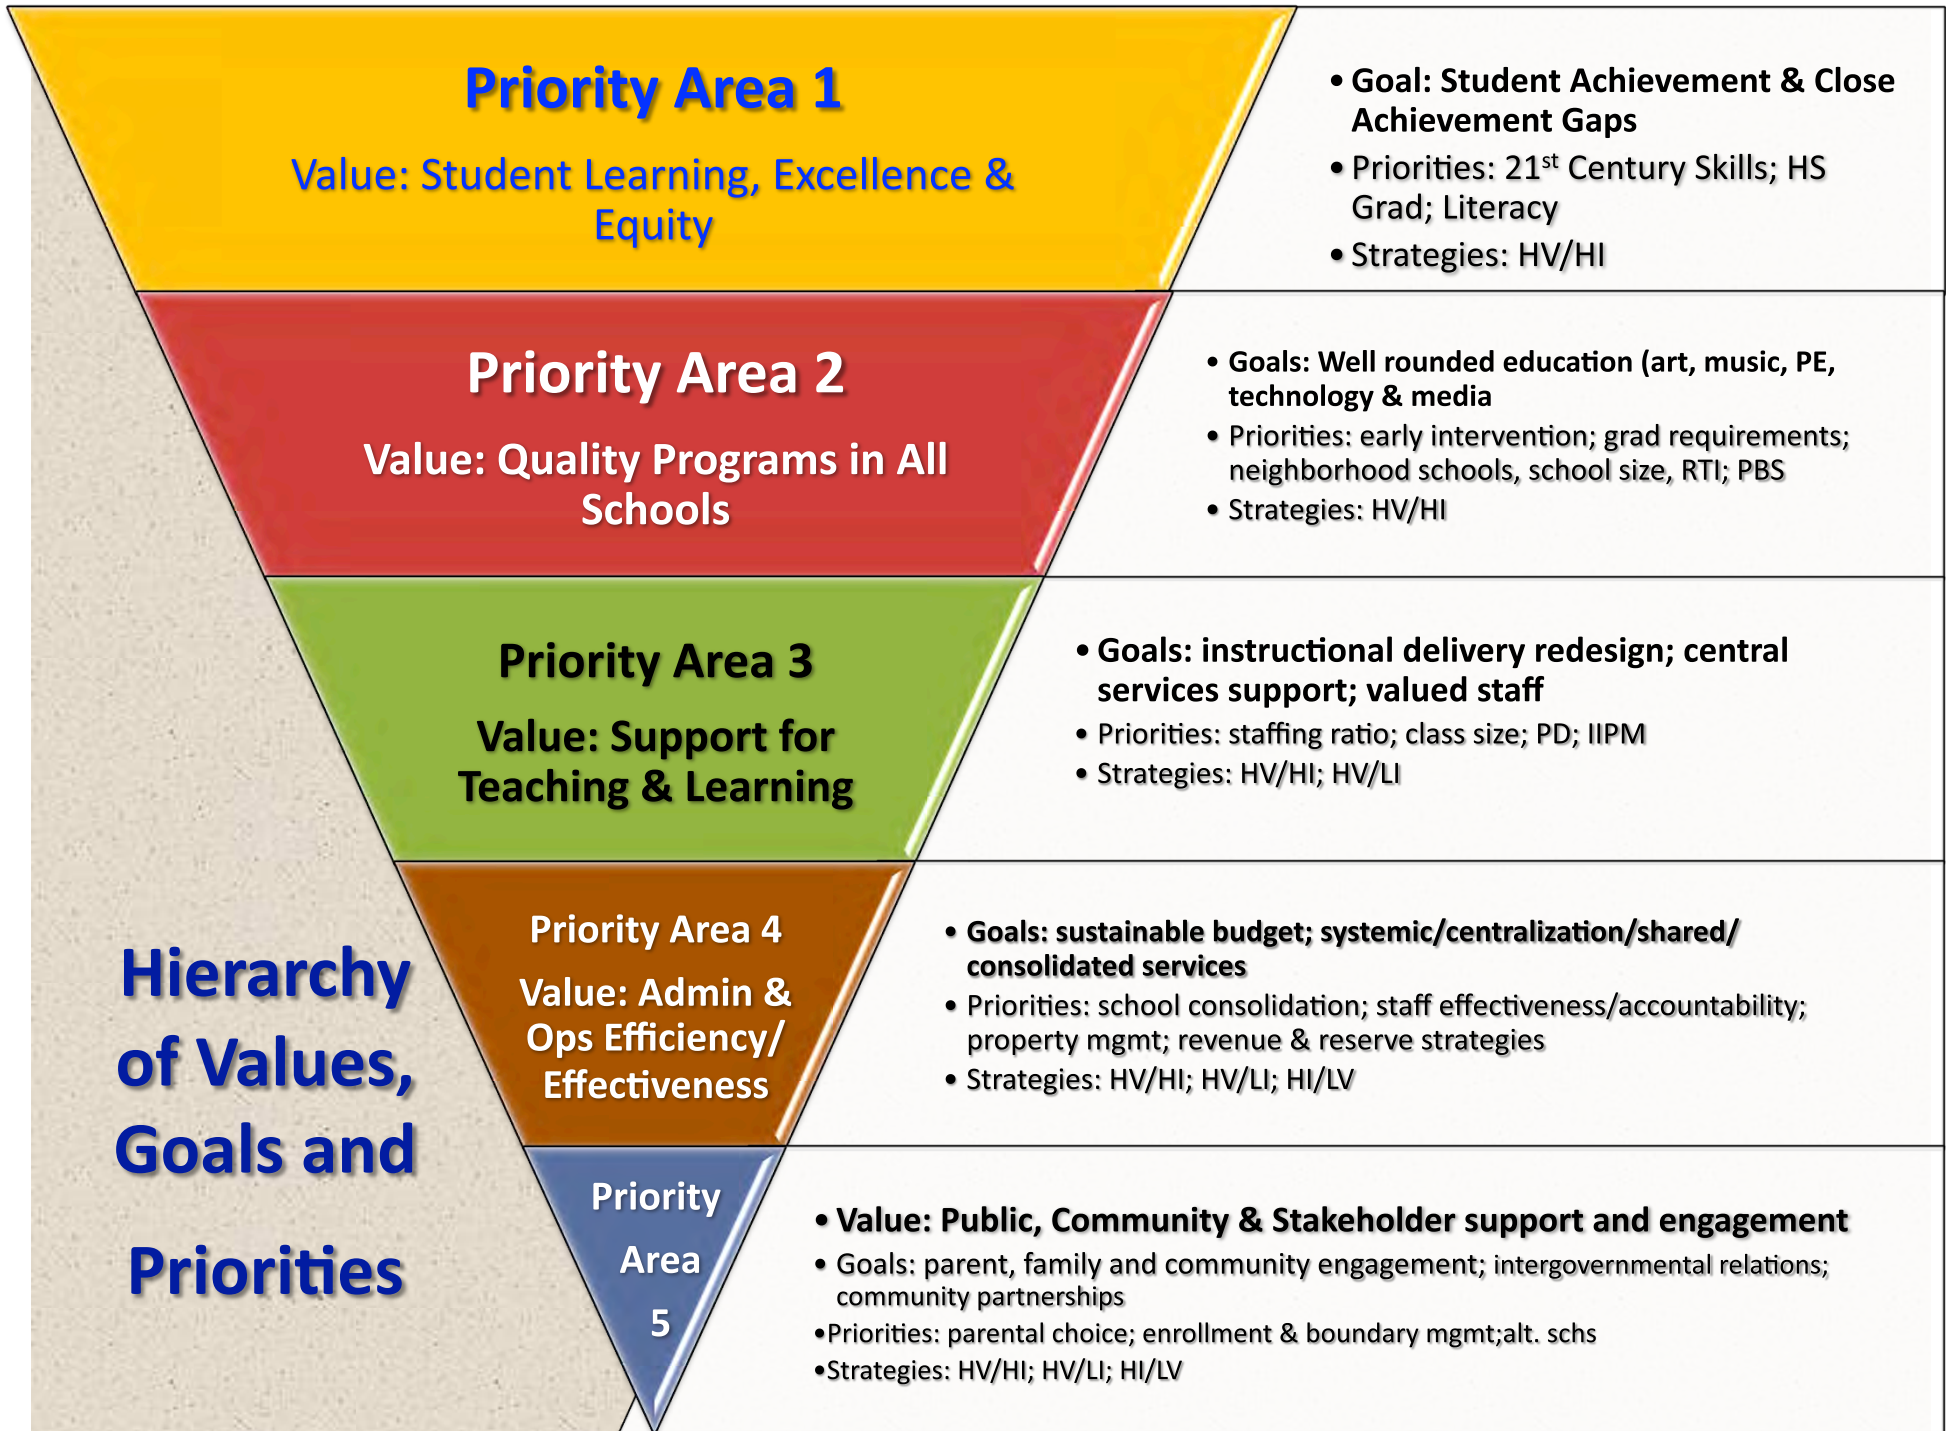 Priority Area 1
Value: Student Learning, Excellence &
Equity
• Goal: Student Achievement & Close
Achievement Gaps
• Priorities: 21st Century Skills; HS
Grad; Literacy
• Strategies: HV/HI
Priority Area 2
Value: Quality Programs in All
Schools
• Goals: Well rounded education (art, music, PE,
technology & media
• Priorities: early intervention; grad requirements;
neighborhood schools, school size, RTI; PBS
• Strategies: HV/HI
Priority Area 3
Value: Support for
Teaching & Learning
• Goals: instructional delivery redesign; central
services support; valued staff
• Priorities: staffing ratio; class size; PD; IIPM
• Strategies: HV/HI; HV/LI
Priority Area 4
Value: Admin &
Ops Efficiency/
Effectiveness
• Goals: sustainable budget; systemic/centralization/shared/
consolidated services
• Priorities: school consolidation; staff effectiveness/accountability;
property mgmt; revenue & reserve strategies
• Strategies: HV/HI; HV/LI; HI/LV
Priority
Area
5
• Value: Public, Community & Stakeholder support and engagement
• Goals: parent, family and community engagement; intergovernmental relations;
community partnerships
•Priorities: parental choice; enrollment & boundary mgmt;alt. schs
•Strategies: HV/HI; HV/LI; HI/LV
Hierarchy
of Values,
Goals and
Priorities